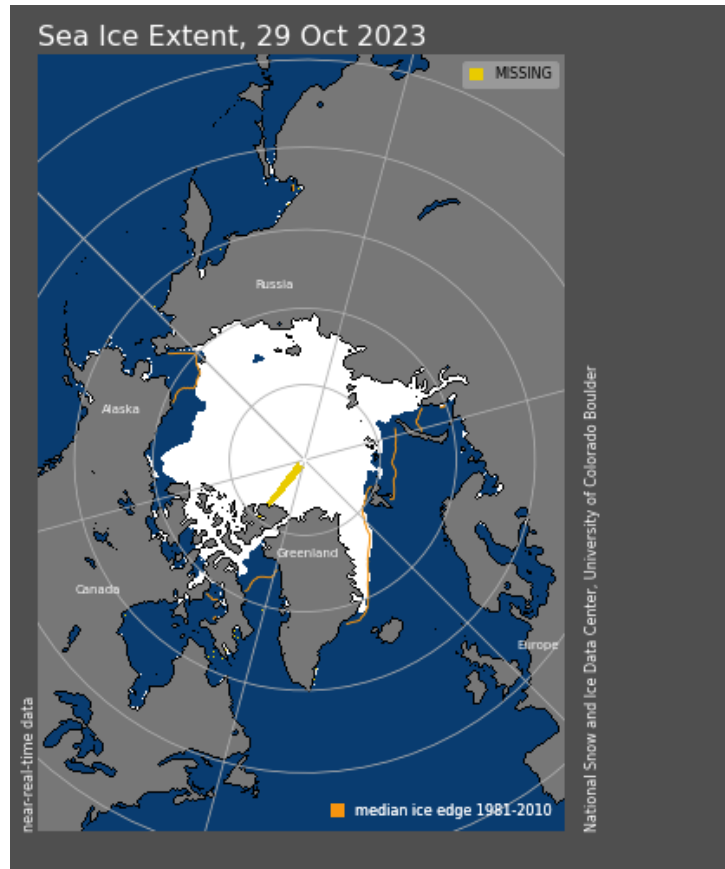 Sea Ice Extent, 29 Oct 2023
MISSING
Russia
Alaska
Greenland
Canada
Europe
near-real-time data
median ice edge 1981-2010
National Snow and Ice Data Center, University of Colorado Boulder